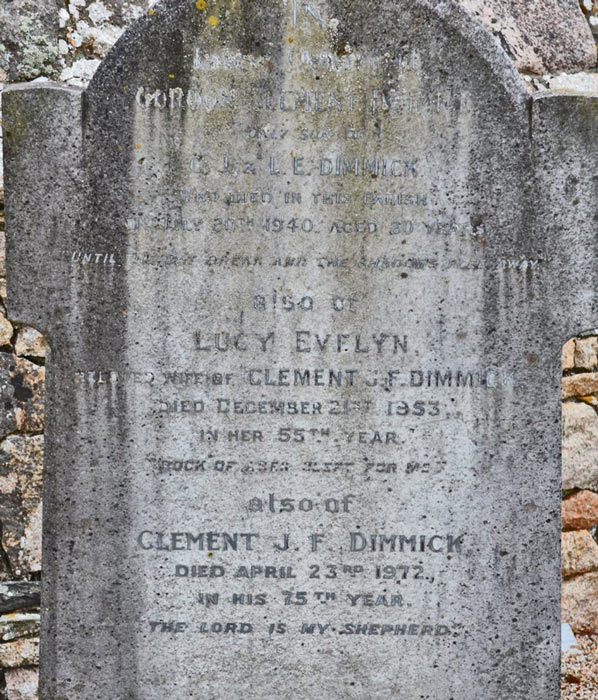 IN
GORDON CLEMENT
ONLY SON OF
C. J. & L. E. DIMMICK
WHO DIED IN THIS PARISH
JULY 20TH 1940. AGED 20 YEARS
"UNTIL THE DAY BREAK AND THE SHADOWS FLEE AWAY"
also of
LUCY EVELYN,
BELOVED WIFE OF CLEMENT J. F. DIMMICK,
DIED DECEMBER 21ST 1953,
IN HER 55TH YEAR.
"ROCK OF AGES CLEFT FOR ME"
also of
CLEMENT J. F. DIMMICK,
DIED APRIL 23RD 1972,
IN HIS 75TH YEAR.
"THE LORD IS MY SHEPHERD"